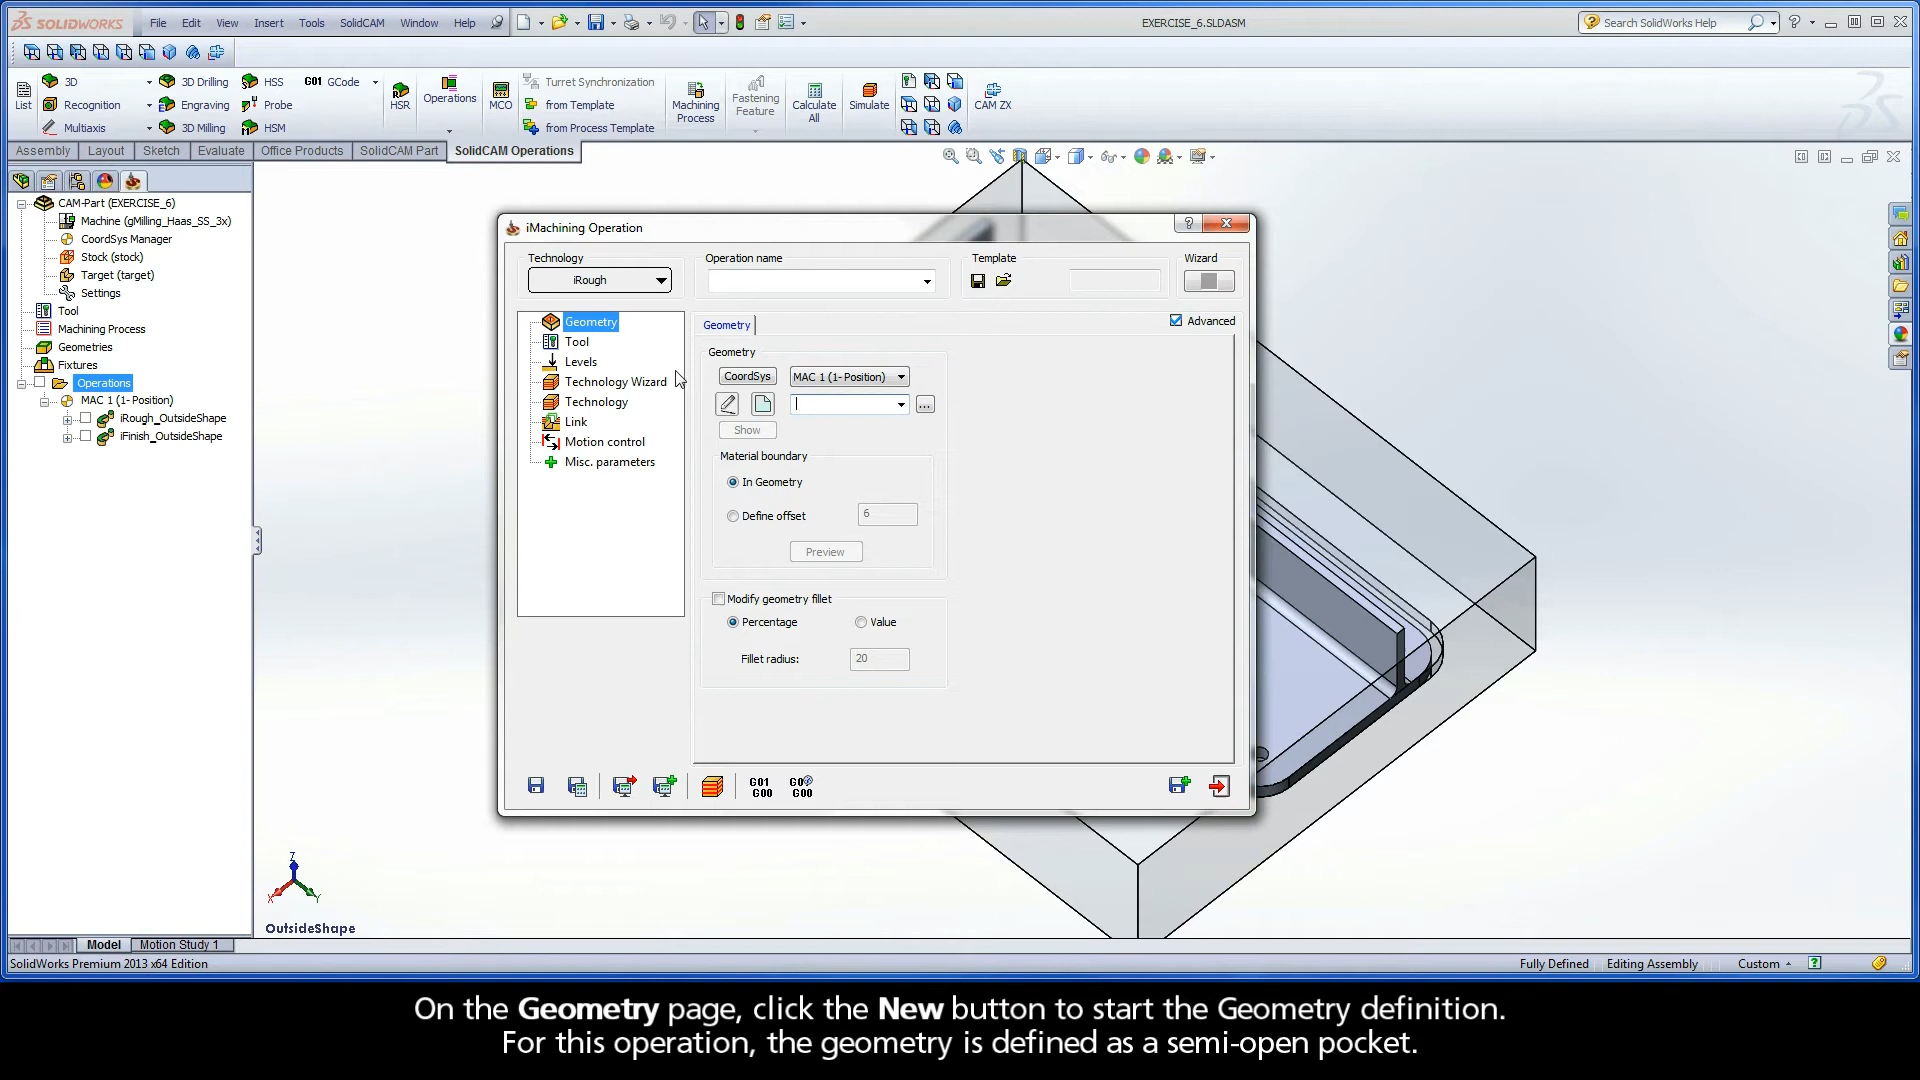 SOLIDWORKS File Edit View Insert Tools SolidCAM Window Help EXERCISE_6.SLDASM Search SolidWorks Help
3D 3D Drilling HSS G01 GCode Turret Synchronization
Recognition Engraving Probe from Template
Multiaxis 3D Milling HSM from Process Template
List HSR Operations MCO Machining Process Fastening Feature Calculate All Simulate CAM ZX
Assembly Layout Sketch Evaluate Office Products SolidCAM Part SolidCAM Operations
CAM-Part (EXERCISE_6)
Machine (gMilling_Haas_SS_3x)
CoordSys Manager
Stock (stock)
Target (target)
Settings
Tool
Machining Process
Geometries
Fixtures
Operations
MAC 1 (1- Position)
iRough_OutsideShape
iFinish_OutsideShape
iMachining Operation
Technology Operation name Template Wizard
iRough
Geometry
Tool
Levels
Technology Wizard
Technology
Link
Motion control
Misc. parameters
Geometry Advanced
Geometry
CoordSys MAC 1 (1- Position)
...
Show
Material boundary
In Geometry
Define offset 6
Preview
Modify geometry fillet
Percentage Value
Fillet radius: 20
G01 G00
G00
Z
X Y
OutsideShape
Model Motion Study 1
SolidWorks Premium 2013 x64 Edition Fully Defined Editing Assembly Custom
On the Geometry page, click the New button to start the Geometry definition.
For this operation, the geometry is defined as a semi-open pocket.